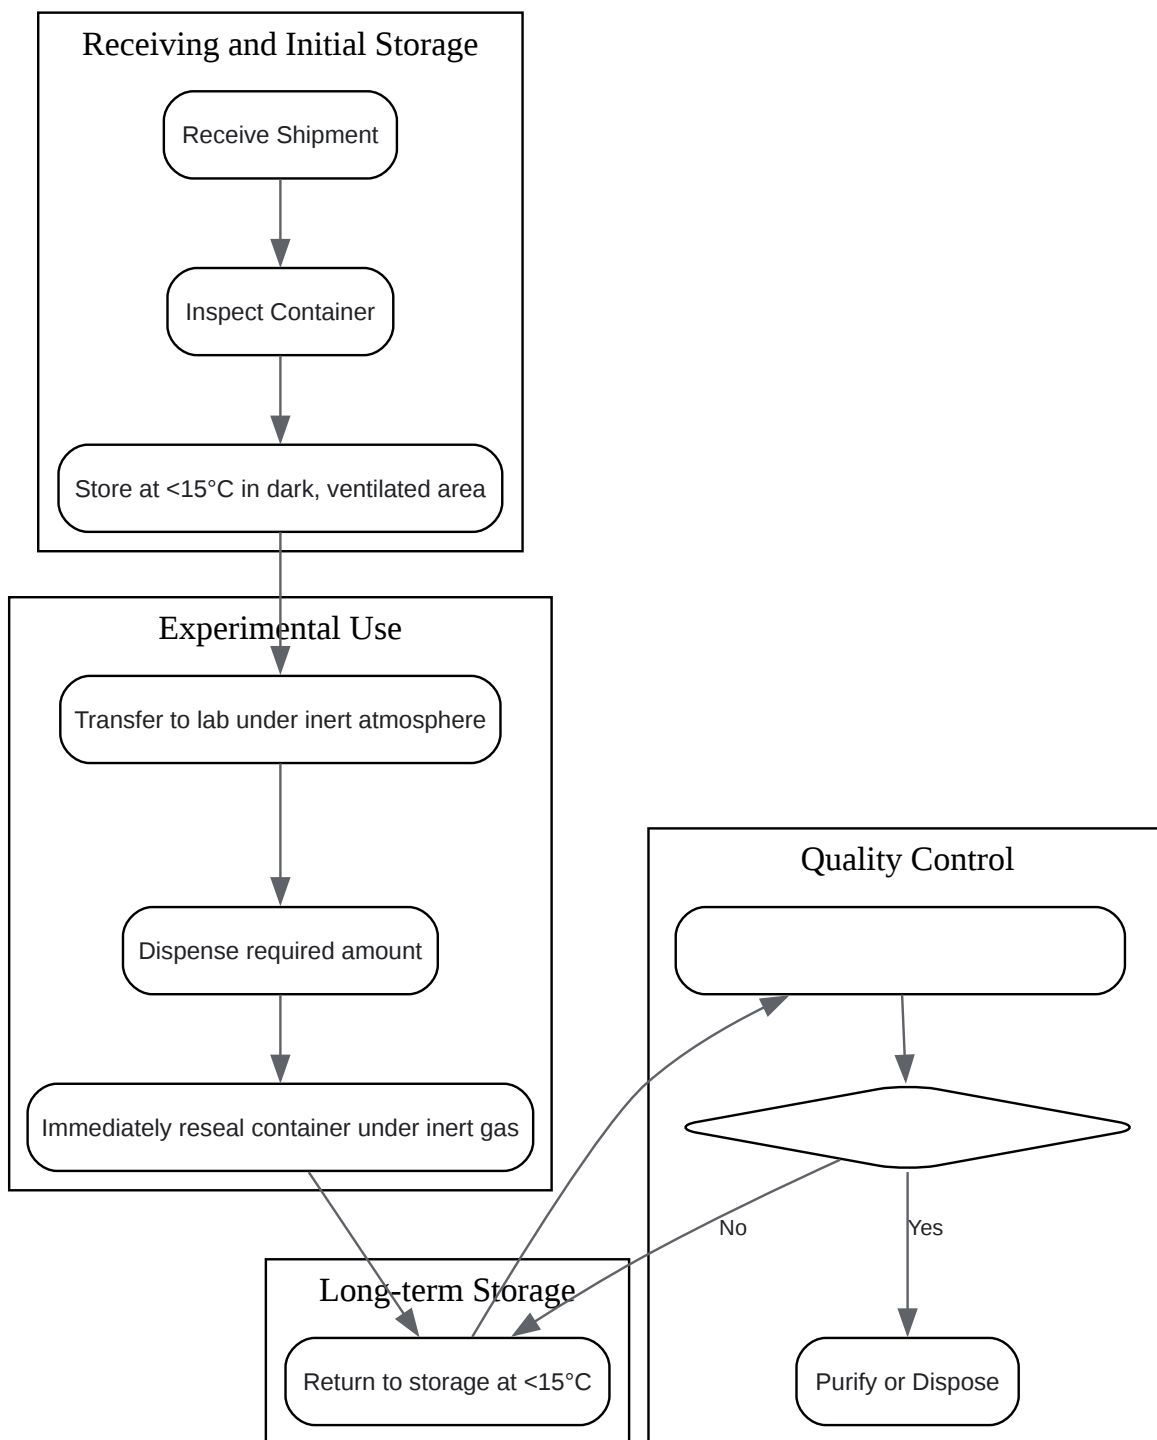 Receiving and Initial Storage
Receive Shipment
Inspect Container
Store at <15°C in dark, ventilated area
Experimental Use
Transfer to lab under inert atmosphere
Dispense required amount
Immediately reseal container under inert gas
Quality Control
No
Yes
Long-term Storage
Return to storage at <15°C
Purify or Dispose